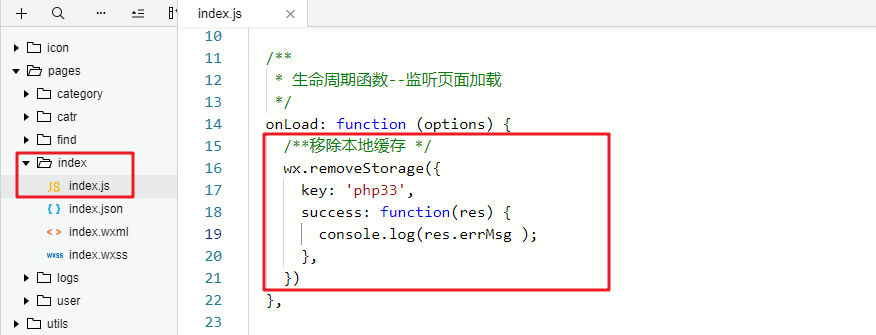 index.js
×
icon
pages
category
catr
find
index
JS index.js
{ } index.json
< > index.wxml
wxss index.wxss
logs
user
utils
10
11 /**
12 * 生命周期函数--监听页面加载
13 */
14 onLoad: function (options) {
15 /**移除本地缓存 */
16 wx.removeStorage({
17 key: 'php33',
18 success: function(res) {
19 console.log(res.errMsg );
20 },
21 })
22 },
23